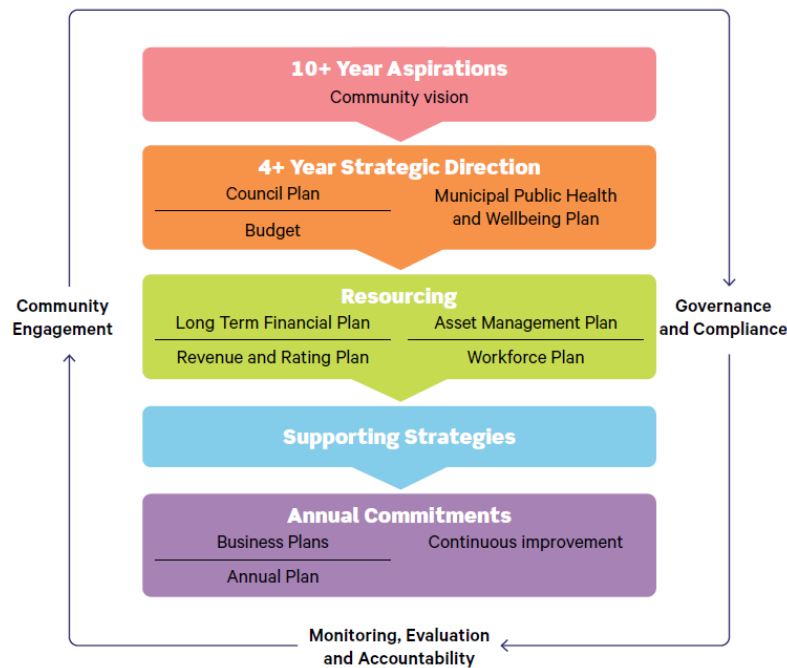 10+ Year Aspirations
Community vision
4+ Year Strategic Direction
Council Plan
Budget
Municipal Public Health
and Wellbeing Plan
Resourcing
Long Term Financial Plan
Revenue and Rating Plan
Asset Management Plan
Workforce Plan
Community
Engagement
Governance
and Compliance
Supporting Strategies
Annual Commitments
Business Plans
Annual Plan
Continuous improvement
Monitoring, Evaluation
and Accountability